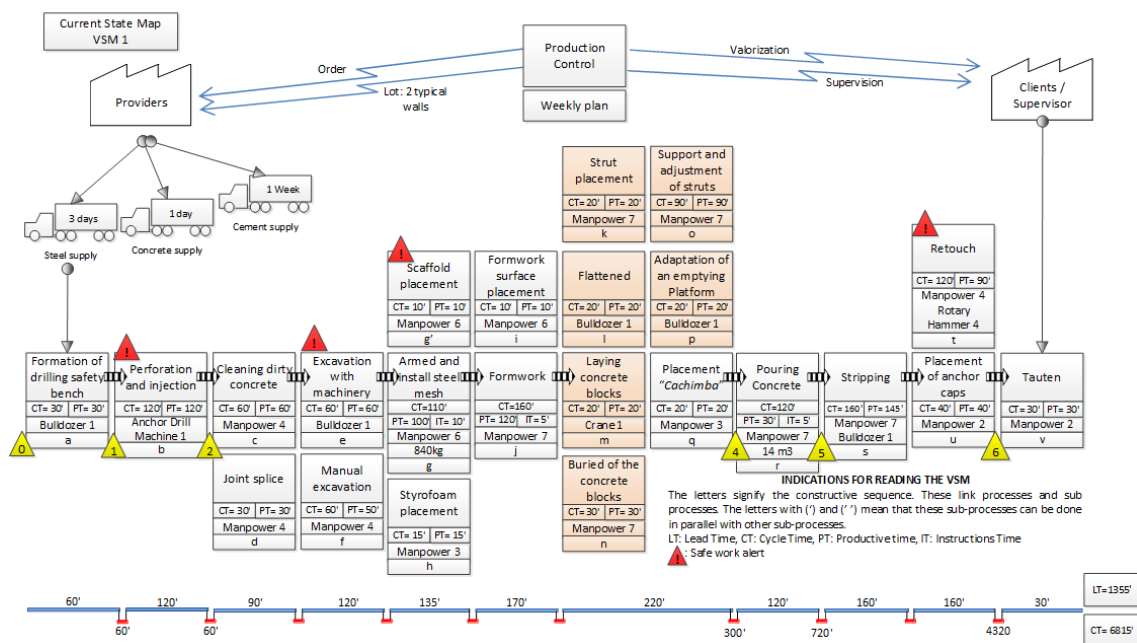 Current State Map
VSM 1
Providers
Order
Lot: 2 typical
walls
Production
Control
Weekly plan
Valorization
Supervision
Clients /
Supervisor
3 days
Steel supply
1 day
Concrete supply
1 Week
Cement supply
Strut
placement
CT= 20' PT= 20'
Manpower 7
k
Support and
adjustment
of struts
CT= 90' PT= 90'
Manpower 7
o
!
Scaffold
placement
CT= 10' PT= 10'
Manpower 6
g'
Formwork
surface
placement
CT= 10' PT= 10'
Manpower 6
i
Flattened
CT= 20' PT= 20'
Bulldozer 1
l
Adaptation of
an emptying
Platform
CT= 20' PT= 20'
Bulldozer 1
p
!
Retouch
CT= 120' PT= 90'
Manpower 4
Rotary
Hammer 4
t
Formation of
drilling safety
bench
CT= 30' PT= 30'
Bulldozer 1
a
0
!
Perforation
and injection
CT= 120' PT= 120'
Anchor Drill
Machine 1
b
1
Cleaning dirty
concrete
CT= 60' PT= 60'
Manpower 4
c
2
!
Excavation
with
machinery
CT= 60' PT= 60'
Bulldozer 1
e
Armed and
install steel
mesh
CT=110'
PT= 100' IT= 10'
Manpower 6
840kg
g
Formwork
CT=160'
PT= 120' IT= 5'
Manpower 7
j
Laying
concrete
blocks
CT= 20' PT= 20'
Crane 1
m
Placement
"Cachimba"
CT= 20' PT= 20'
Manpower 3
q
4
Pouring
Concrete
CT=120'
PT= 30' IT= 5'
Manpower 7
14 m3
r
5
Stripping
CT= 160' PT= 145'
Manpower 7
Bulldozer 1
s
Placement
of anchor
caps
CT= 40' PT= 40'
Manpower 2
u
6
Tauten
CT= 30' PT= 30'
Manpower 2
v
Joint splice
CT= 30' PT= 30'
Manpower 4
d
Manual
excavation
CT= 60' PT= 50'
Manpower 4
f
Styrofoam
placement
CT= 15' PT= 15'
Manpower 3
h
Buried of the
concrete
blocks
CT= 30' PT= 30'
Manpower 7
n
INDICATIONS FOR READING THE VSM
The letters signify the constructive sequence. These link processes and sub
processes. The letters with (') and (' ') mean that these sub-processes can be done
in parallel with other sub-processes.
LT: Lead Time, CT: Cycle Time, PT: Productive time, IT: Instructions Time
! : Safe work alert
60' 120' 90' 120' 135' 170' 220' 120' 160' 160' 30'
60' 60' 300' 720' 4320
LT=1355'
CT= 6815'